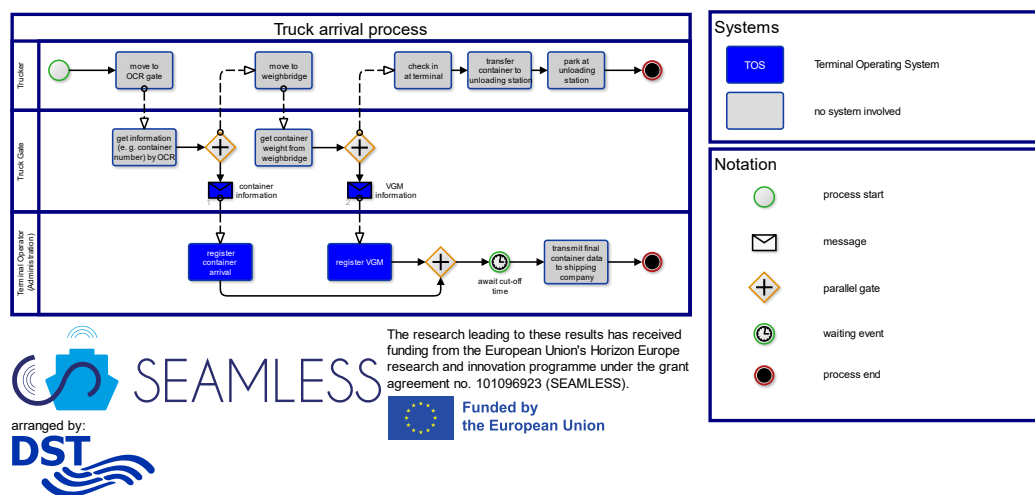 Truck arrival process
Trucker
move to
OCR gate
move to
weighbridge
check in
at terminal
transfer
container to
unloading station
park at
unloading
station
Truck Gate
get information
(e. g. container
number) by OCR
get container
weight from
weighbridge
container
information
1
VGM
information
2
Terminal Operator
(Administration)
register
container
arrival
register VGM
await cut-off
time
transmit final
container data
to shipping
company
Systems
TOS
Terminal Operating System
no system involved
Notation
process start
message
parallel gate
waiting event
process end
SEAMLESS
The research leading to these results has received
funding from the European Union's Horizon Europe
research and innovation programme under the grant
agreement no. 101096923 (SEAMLESS).
Funded by
the European Union
arranged by:
DST